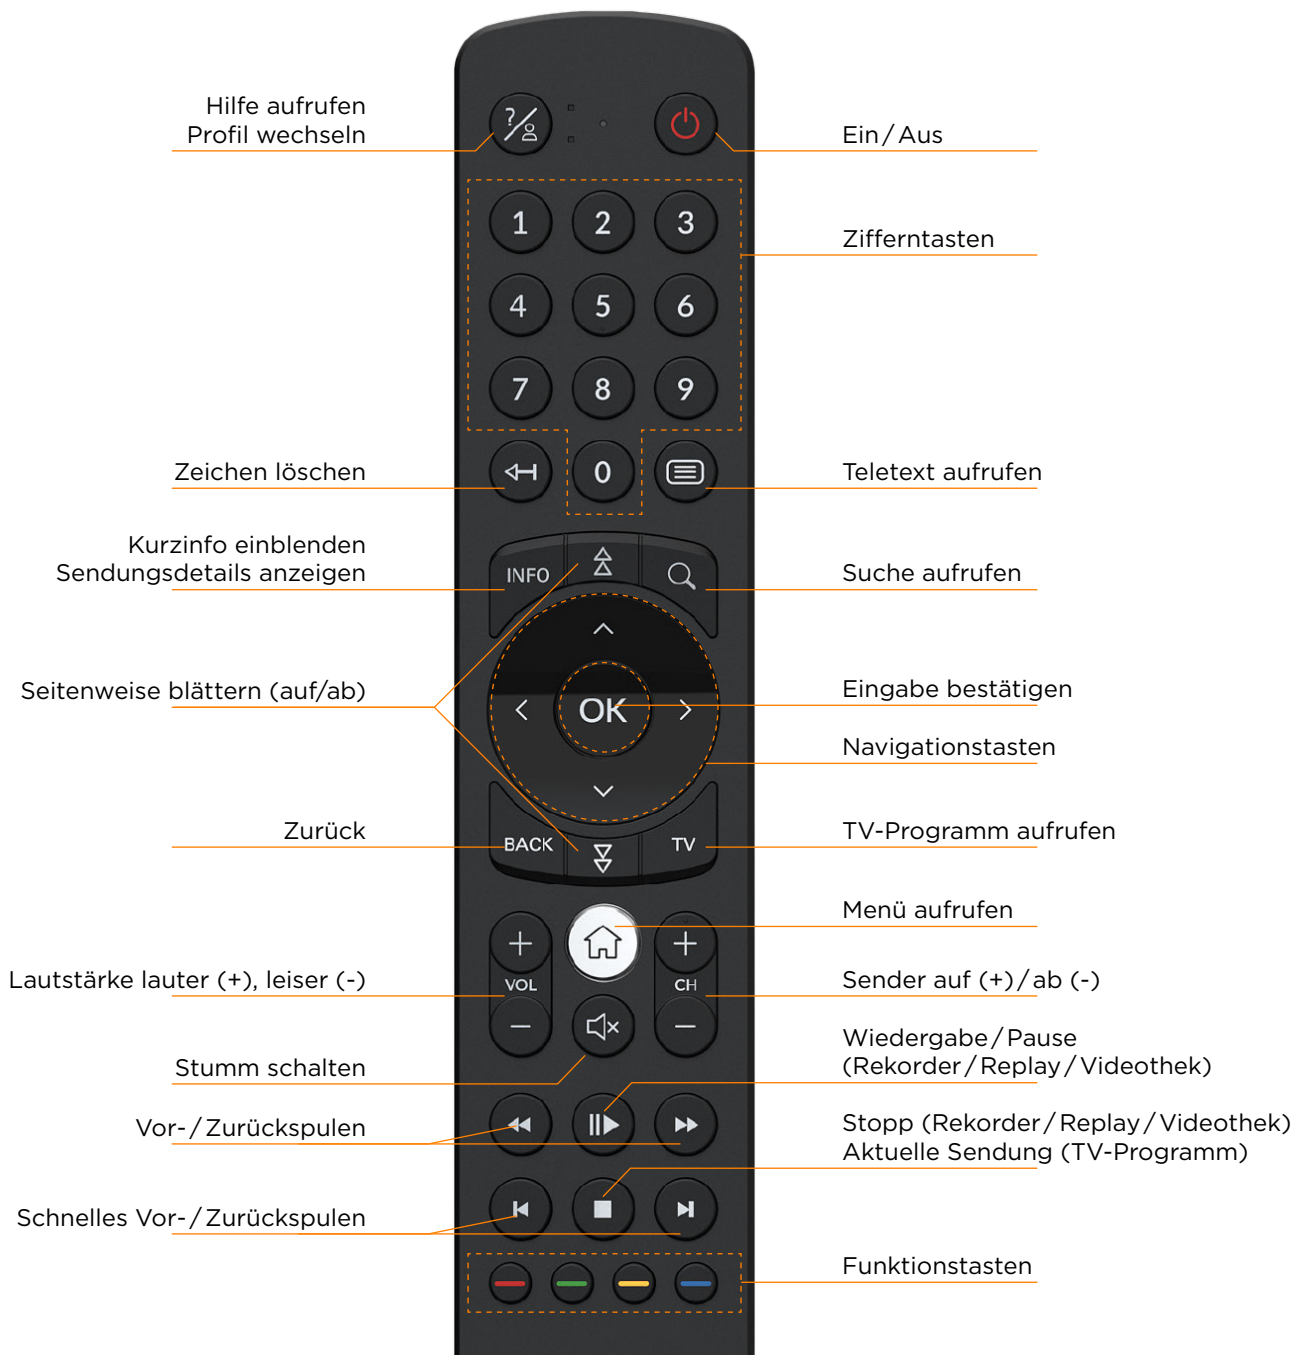 Hilfe aufrufen
Profil wechseln
?
Ein / Aus
1 2 3
Zifferntasten
4 5 6
7 8 9
Zeichen löschen
0
Teletext aufrufen
Kurzinfo einblenden
Sendungsdetails anzeigen
INFO
Suche aufrufen
Seitenweise blättern (auf/ab)
OK
Eingabe bestätigen
Navigationstasten
Zurück
BACK
TV
TV-Programm aufrufen
Menü aufrufen
Lautstärke lauter (+), leiser (-)
+
VOL
−
+
CH
−
Sender auf (+) / ab (-)
Stumm schalten
Wiedergabe / Pause
(Rekorder / Replay / Videothek)
Vor- / Zurückspulen
Stopp (Rekorder / Replay / Videothek)
Aktuelle Sendung (TV-Programm)
Schnelles Vor- / Zurückspulen
Funktionstasten